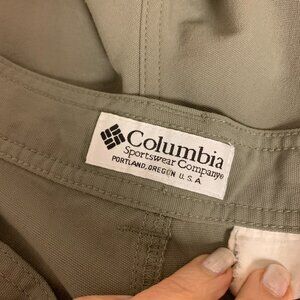 Columbia
Sportswear Company®
PORTLAND, OREGON U.S.A.